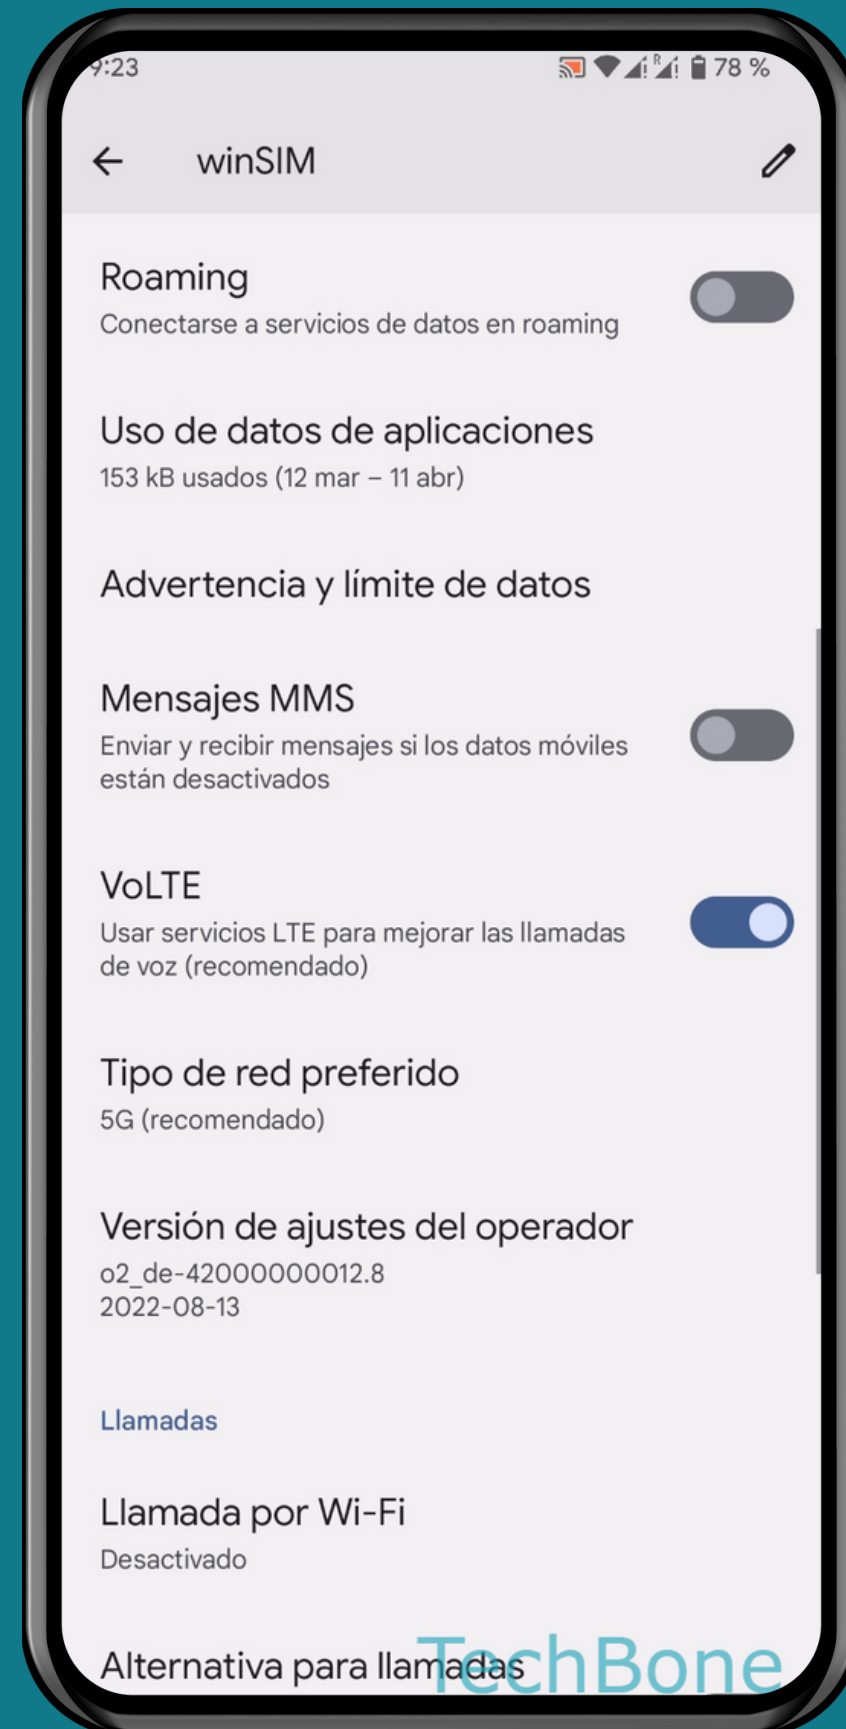 9:23
R
78 %
winSIM
Roaming
Conectarse a servicios de datos en roaming
Uso de datos de aplicaciones
153 kB usados (12 mar – 11 abr)
Advertencia y límite de datos
Mensajes MMS
Enviar y recibir mensajes si los datos móviles
están desactivados
VoLTE
Usar servicios LTE para mejorar las llamadas
de voz (recomendado)
Tipo de red preferido
5G (recomendado)
Versión de ajustes del operador
o2_de-42000000012.8
2022-08-13
Llamadas
Llamada por Wi-Fi
Desactivado
Alternativa para llamadas
TechBone